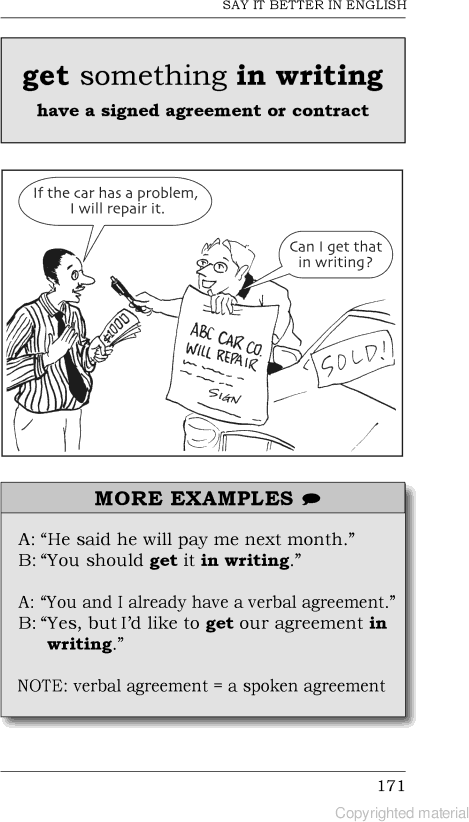 SAY IT BETTER IN ENGLISH
get something in writing
have a signed agreement or contract
If the car has a problem,
I will repair it.
Can I get that
in writing?
ABC CAR CO.
WILL REPAIR
SIGN
SOLD!
MORE EXAMPLES
A: “He said he will pay me next month.”
B: “You should get it in writing.”
A: “You and I already have a verbal agreement.”
B: “Yes, but I’d like to get our agreement in
writing.”
NOTE: verbal agreement = a spoken agreement
171
Copyrighted material